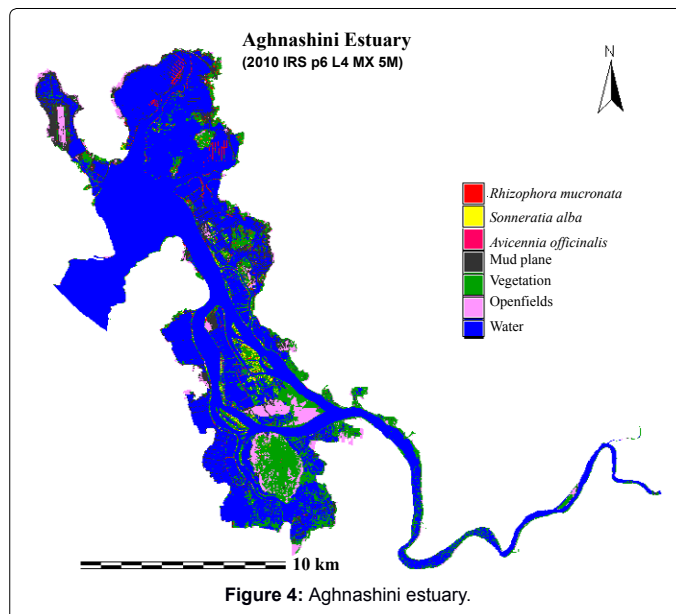 Aghnashini Estuary
(2010 IRS p6 L4 MX 5M)
N
Rhizophora mucronata
Sonneratia alba
Avicennia officinalis
Mud plane
Vegetation
Openfields
Water
10 km
Figure 4: Aghnashini estuary.